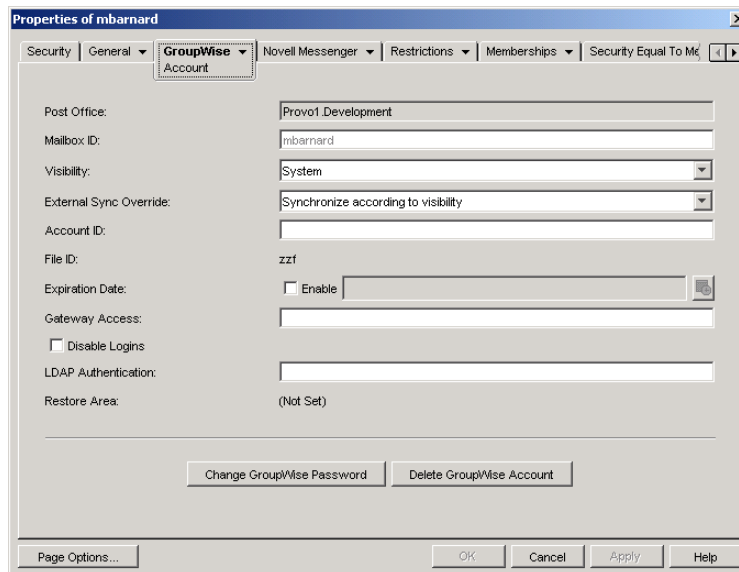 Properties of mbarnard
Security General GroupWise Novell Messenger Restrictions Memberships Security Equal To Me
Account
Post Office: Provo1.Development
Mailbox ID: mbarnard
Visibility: System
External Sync Override: Synchronize according to visibility
Account ID:
File ID: zzf
Expiration Date: Enable
Gateway Access:
Disable Logins
LDAP Authentication:
Restore Area: (Not Set)
Change GroupWise Password Delete GroupWise Account
Page Options... OK Cancel Apply Help